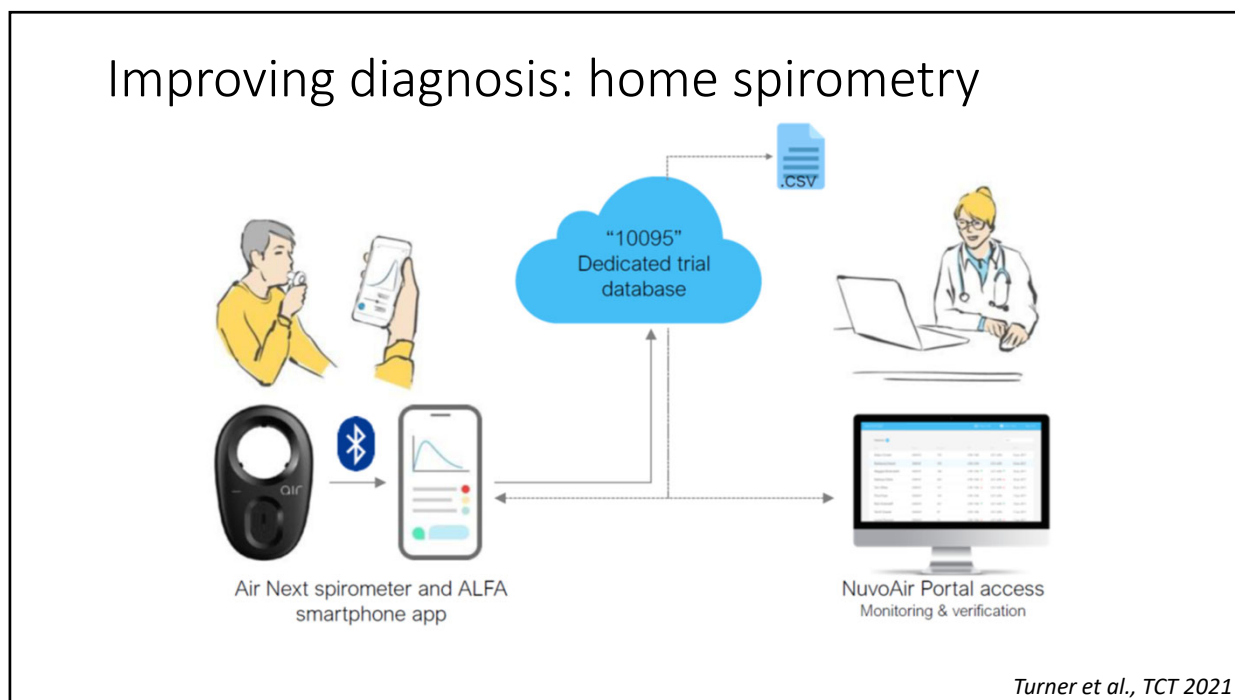 Improving diagnosis: home spirometry
.CSV
“10095”
Dedicated trial
database
air
Air Next spirometer and ALFA
smartphone app
NuvoAir Portal access
Monitoring & verification
Turner et al., TCT 2021